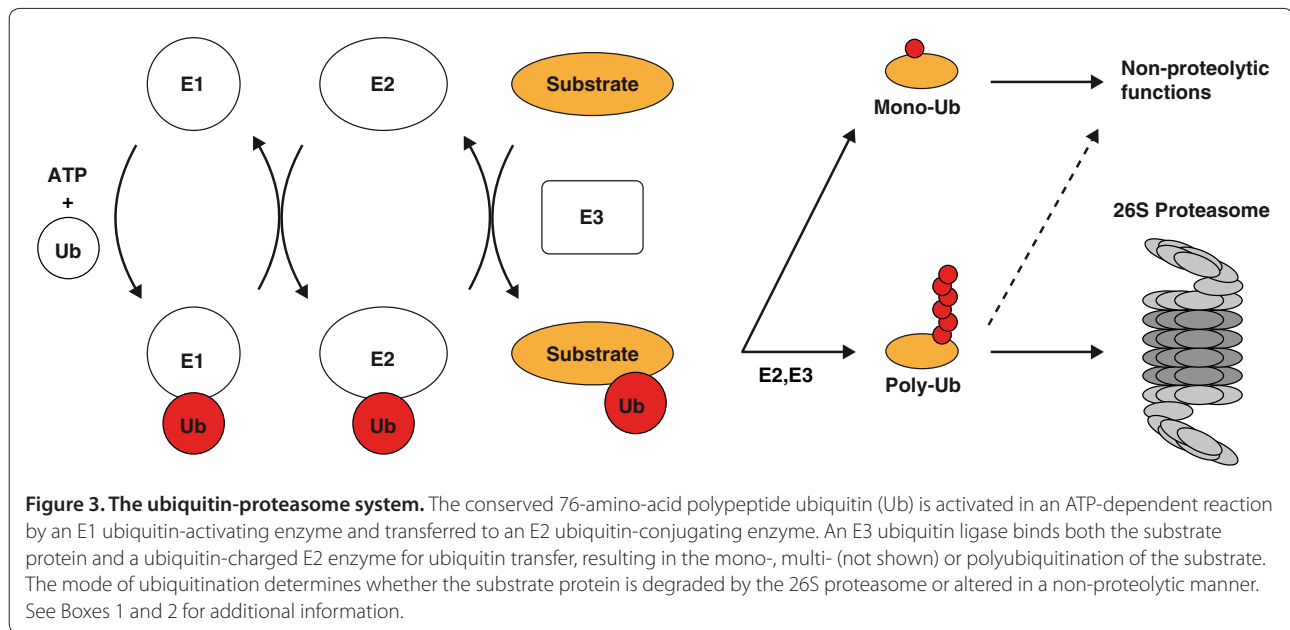 E1
E2
Substrate
ATP
+
Ub
E3
E1
Ub
E2
Ub
Substrate
Ub
E2,E3
Mono-Ub
Poly-Ub
Non-proteolytic
functions
26S Proteasome
Figure 3. The ubiquitin-proteasome system. The conserved 76-amino-acid polypeptide ubiquitin (Ub) is activated in an ATP-dependent reaction
by an E1 ubiquitin-activating enzyme and transferred to an E2 ubiquitin-conjugating enzyme. An E3 ubiquitin ligase binds both the substrate
protein and a ubiquitin-charged E2 enzyme for ubiquitin transfer, resulting in the mono-, multi- (not shown) or polyubiquitination of the substrate.
The mode of ubiquitination determines whether the substrate protein is degraded by the 26S proteasome or altered in a non-proteolytic manner.
See Boxes 1 and 2 for additional information.